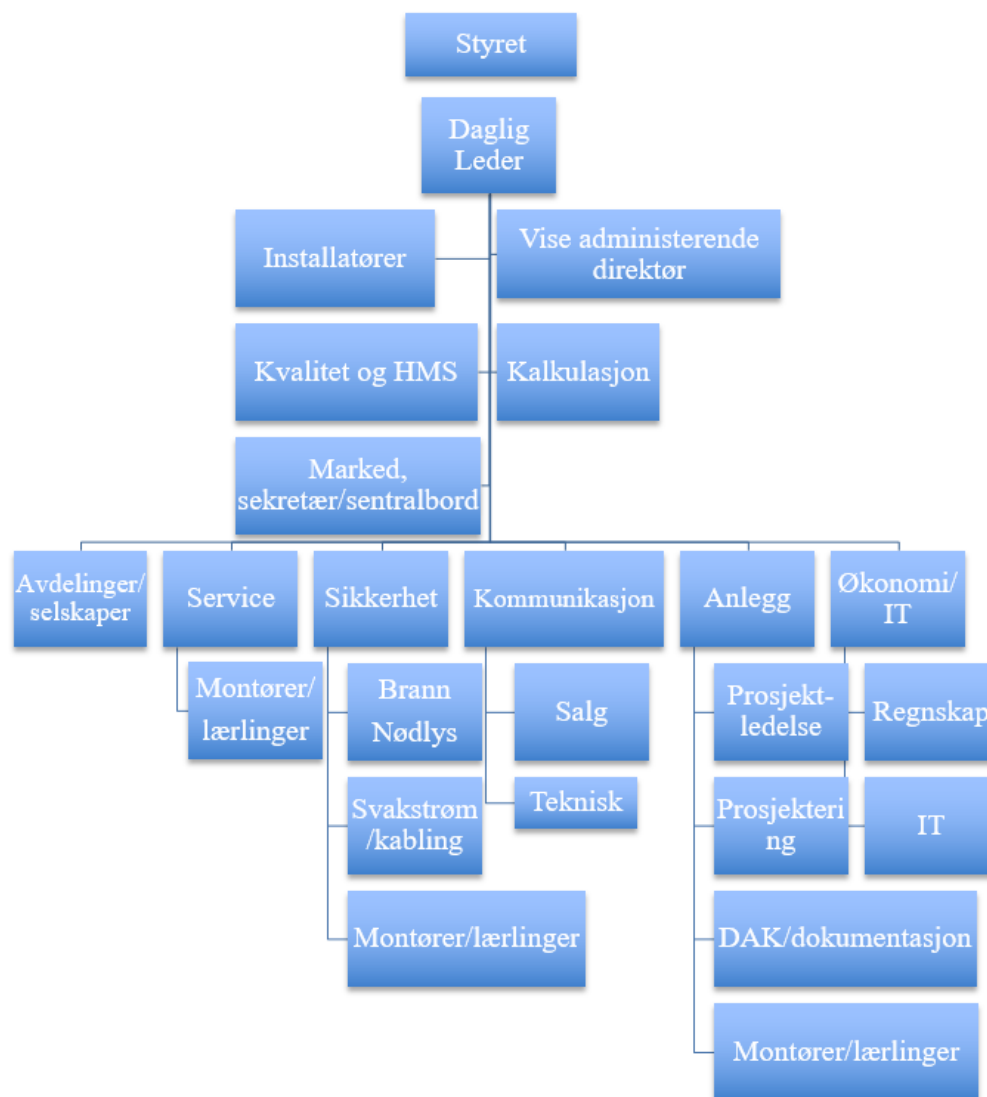 Styret
Daglig
Leder
Installatører
Vise administerende
direktør
Kvalitet og HMS
Kalkulasjon
Marked,
sekretær/sentralbord
Avdelinger/
selskaper
Service
Sikkerhet
Kommunikasjon
Anlegg
Økonomi/
IT
Montører/
lærlinger
Brann
Nødlys
Salg
Prosjekt-
ledelse
Regnskap
Svakstrøm
/kabling
Teknisk
Prosjekteri
ng
IT
Montører/lærlinger
DAK/dokumentasjon
Montører/lærlinger